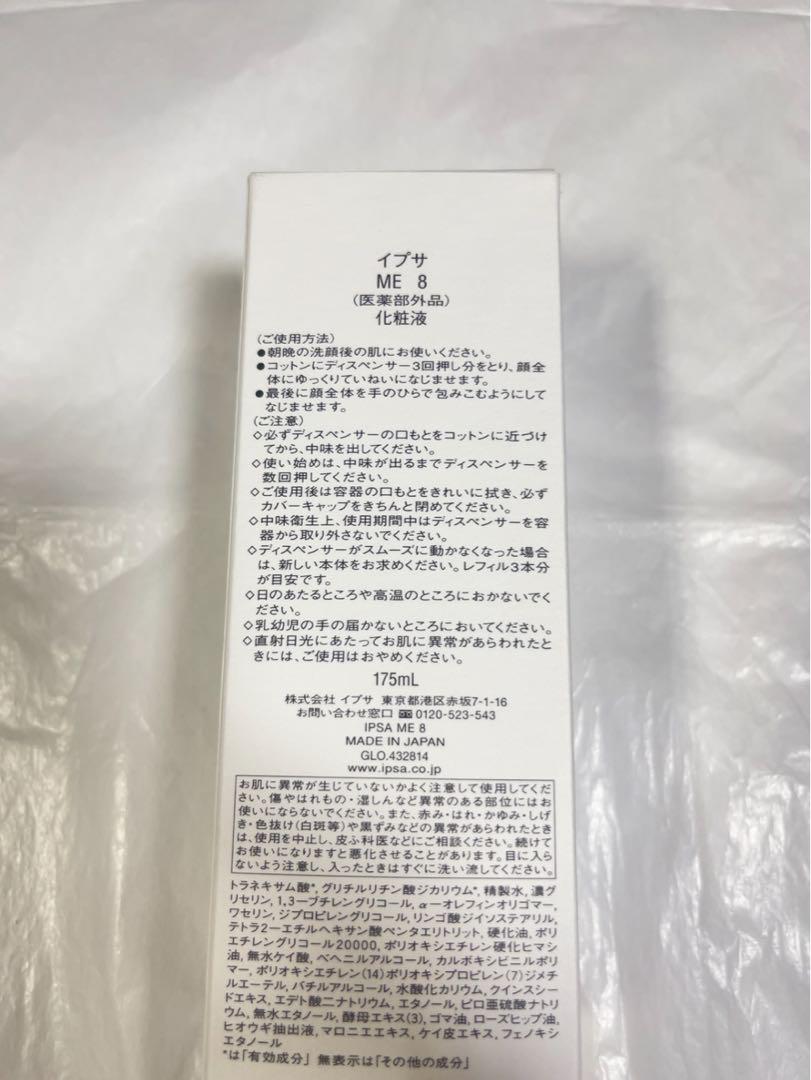 イプサ
ME 8
(医薬部外品)
化粧液
(ご使用方法)
●朝晩の洗顔後の肌にお使いください。
●コットンにディスペンサー3回押し分をとり、顔全
体にゆっくりていねいになじませます。
●最後に顔全体を手のひらで包みこむようにして
なじませます。
(ご注意)
◇必ずディスペンサーの口もとをコットンに近づけ
てから、中味を出してください。
◇使い始めは、中味が出るまでディスペンサーを
数回押してください。
◇ご使用後は容器の口もとをきれいに拭き、必ず
カバーキャップをきちんと閉めてください。
◇中味衛生上、使用期間中はディスペンサーを容
器から取り外さないでください。
◇ディスペンサーがスムーズに動かなくなった場合
は、新しい本体をお求めください。レフィル3本分
が目安です。
◇日のあたるところや高温のところにおかないでく
ださい。
◇乳幼児の手の届かないところにおいてください。
◇直射日光にあたってお肌に異常があらわれたと
きには、ご使用はおやめください。
175mL
株式会社 イプサ 東京都港区赤坂7-1-16
お問い合わせ窓口 0120-523-543
IPSA ME 8
MADE IN JAPAN
GLO.432814
www.ipsa.co.jp
お肌に異常が生じていないかよく注意して使用してくだ
さい。傷やはれもの・湿しんなど異常のある部位にはお
使いにならないでください。また、赤み・はれ・かゆみ・しげ
き・色抜け(白斑等)や黒ずみなどの異常があらわれたとき
は、使用を中止し、皮ふ科医などにご相談ください。続けて
お使いになりますと悪化させることがあります。目に入ら
ないよう注意し、入ったときはすぐに洗い流してください。
トラネキサム酸*, グリチルリチン酸ジカリウム*, 精製水, 濃グ
リセリン, 1,3-ブチレングリコール, α-オレフィンオリゴマー,
ワセリン, ジプロピレングリコール, リンゴ酸ジイソステアリル,
テトラ2-エチルヘキサン酸ペンタエリトリット, 硬化油, ポリ
エチレングリコール20000, ポリオキシエチレン硬化ヒマシ
油, 無水ケイ酸, ベヘニルアルコール, カルボキシビニルポリ
マー, ポリオキシエチレン(14)ポリオキシプロピレン(7)ジメチ
ルエーテル, バチルアルコール, 水酸化カリウム, クインスシー
ドエキス, エデト酸二ナトリウム, エタノール, ピロ亜硫酸ナトリ
ウム, 無水エタノール, 酵母エキス(3), ゴマ油, ローズヒップ油,
ヒオウギ抽出液, マロニエエキス, ケイ皮エキス, フェノキシ
エタノール
*は「有効成分」 無表示は「その他の成分」